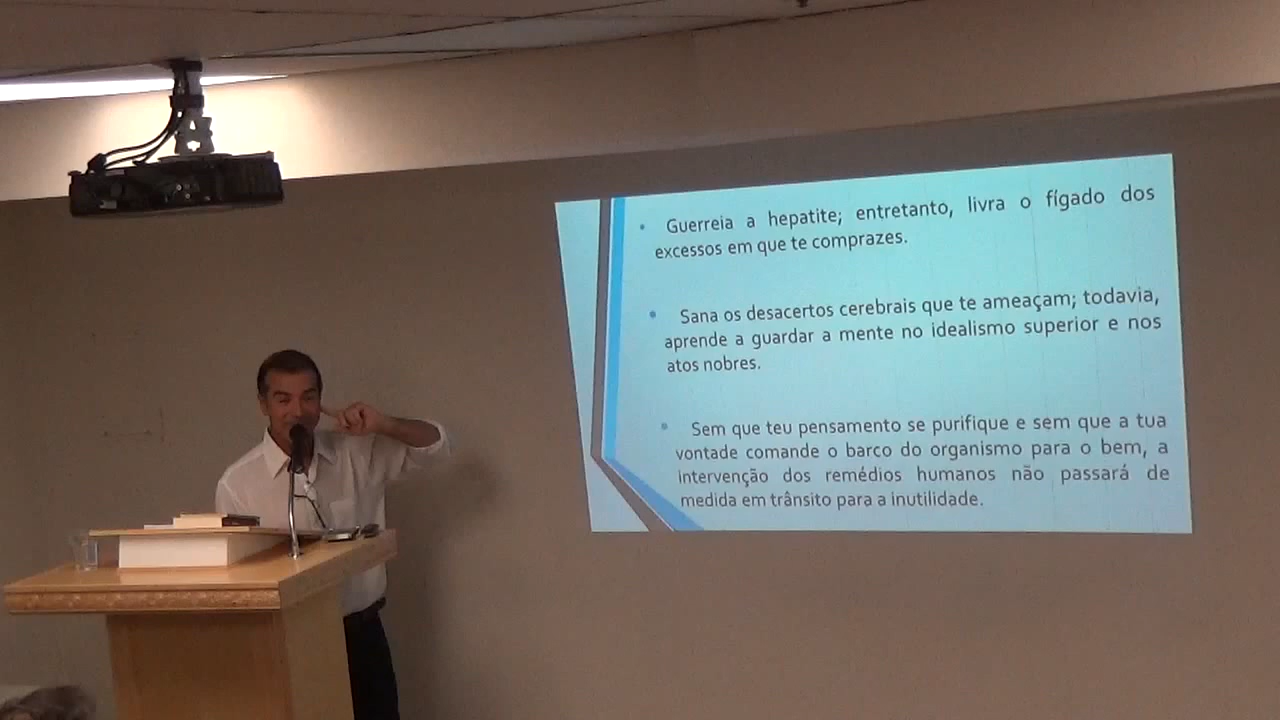 • Guerreia a hepatite; entretanto, livra o fígado dos
excessos em que te comprazes.
• Sana os desacertos cerebrais que te ameaçam; todavia,
aprende a guardar a mente no idealismo superior e nos
atos nobres.
• Sem que teu pensamento se purifique e sem que a tua
vontade comande o barco do organismo para o bem, a
intervenção dos remédios humanos não passará de
medida em trânsito para a inutilidade.